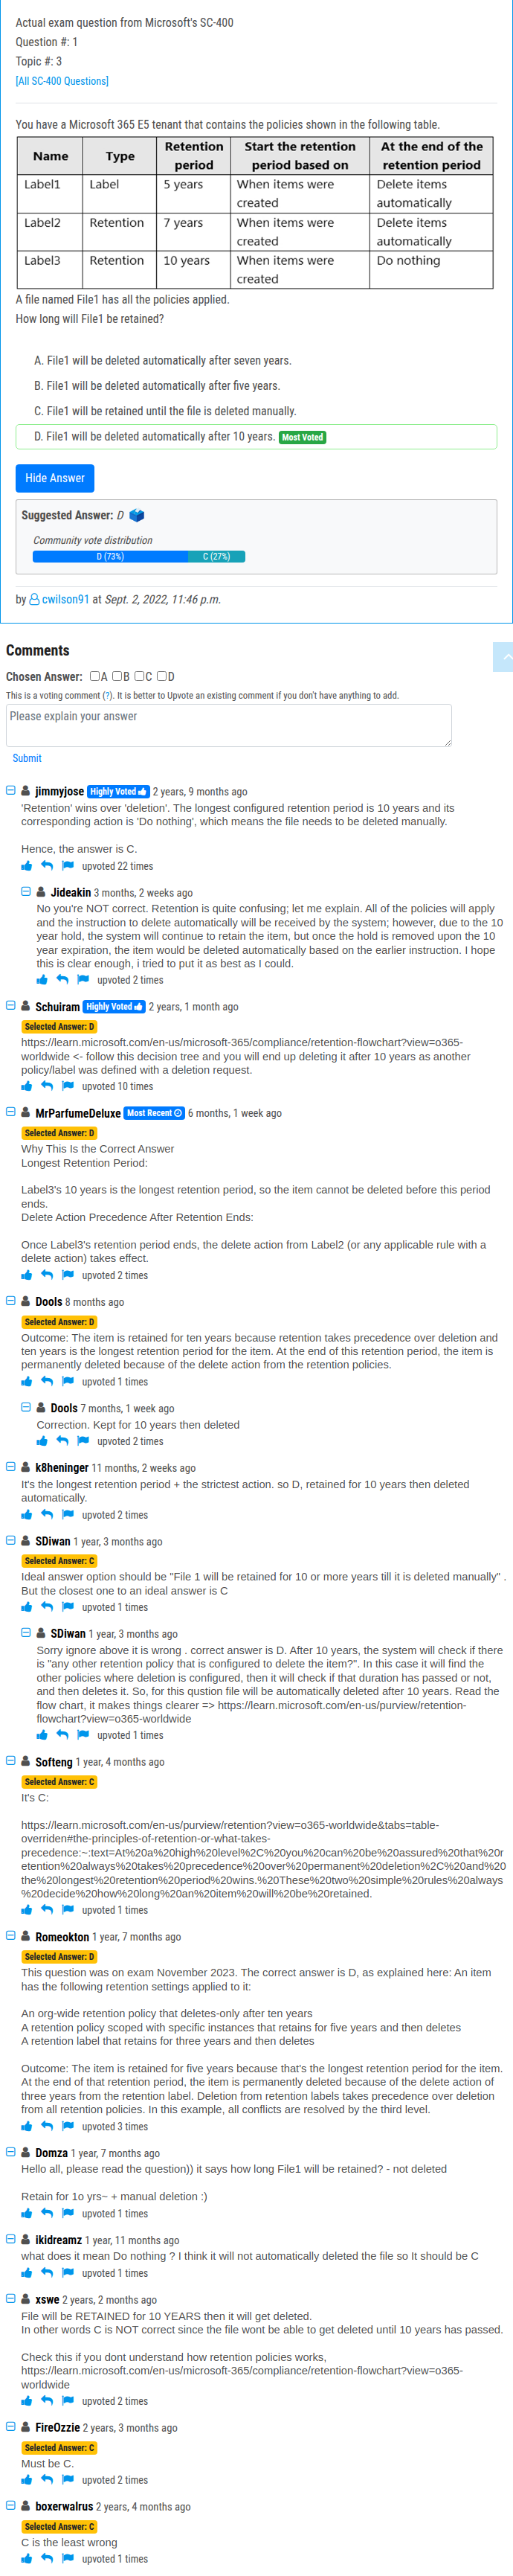 Actual exam question from Microsoft's SC-400
Question #: 1
Topic #: 3
[All SC-400 Questions]
You have a Microsoft 365 E5 tenant that contains the policies shown in the following table.
Name Type Retention period Start the retention period based on At the end of the retention period
Label1 Label 5 years When items were created Delete items automatically
Label2 Retention 7 years When items were created Delete items automatically
Label3 Retention 10 years When items were created Do nothing
A file named File1 has all the policies applied.
How long will File1 be retained?
A. File1 will be deleted automatically after seven years.
B. File1 will be deleted automatically after five years.
C. File1 will be retained until the file is deleted manually.
D. File1 will be deleted automatically after 10 years. Most Voted
Hide Answer
Suggested Answer: D
Community vote distribution
D (73%) C (27%)
by cwilson91 at Sept. 2, 2022, 11:46 p.m.
Comments
Chosen Answer: A B C D
This is a voting comment (?). It is better to Upvote an existing comment if you don't have anything to add.
Please explain your answer
Submit
jimmyjose Highly Voted 2 years, 9 months ago
'Retention' wins over 'deletion'. The longest configured retention period is 10 years and its
corresponding action is 'Do nothing', which means the file needs to be deleted manually.
Hence, the answer is C.
upvoted 22 times
Jideakin 3 months, 2 weeks ago
No you're NOT correct. Retention is quite confusing; let me explain. All of the policies will apply
and the instruction to delete automatically will be received by the system; however, due to the 10
year hold, the system will continue to retain the item, but once the hold is removed upon the 10
year expiration, the item would be deleted automatically based on the earlier instruction. I hope
this is clear enough, i tried to put it as best as I could.
upvoted 2 times
Schuiram Highly Voted 2 years, 1 month ago
Selected Answer: D
https://learn.microsoft.com/en-us/microsoft-365/compliance/retention-flowchart?view=o365-
worldwide <- follow this decision tree and you will end up deleting it after 10 years as another
policy/label was defined with a deletion request.
upvoted 10 times
MrParfumeDeluxe Most Recent 6 months, 1 week ago
Selected Answer: D
Why This Is the Correct Answer
Longest Retention Period:
Label3's 10 years is the longest retention period, so the item cannot be deleted before this period
ends.
Delete Action Precedence After Retention Ends:
Once Label3's retention period ends, the delete action from Label2 (or any applicable rule with a
delete action) takes effect.
upvoted 2 times
Dools 8 months ago
Selected Answer: D
Outcome: The item is retained for ten years because retention takes precedence over deletion and
ten years is the longest retention period for the item. At the end of this retention period, the item is
permanently deleted because of the delete action from the retention policies.
upvoted 1 times
Dools 7 months, 1 week ago
Correction. Kept for 10 years then deleted
upvoted 2 times
k8heninger 11 months, 2 weeks ago
It's the longest retention period + the strictest action. so D, retained for 10 years then deleted
automatically.
upvoted 2 times
SDiwan 1 year, 3 months ago
Selected Answer: C
Ideal answer option should be "File 1 will be retained for 10 or more years till it is deleted manually" .
But the closest one to an ideal answer is C
upvoted 1 times
SDiwan 1 year, 3 months ago
Sorry ignore above it is wrong . correct answer is D. After 10 years, the system will check if there
is "any other retention policy that is configured to delete the item?". In this case it will find the
other policies where deletion is configured, then it will check if that duration has passed or not,
and then deletes it. So, for this qustion file will be automatically deleted after 10 years. Read the
flow chart, it makes things clearer => https://learn.microsoft.com/en-us/purview/retention-
flowchart?view=o365-worldwide
upvoted 1 times
Softeng 1 year, 4 months ago
Selected Answer: C
It's C:
https://learn.microsoft.com/en-us/purview/retention?view=o365-worldwide&tabs=table-
overriden#the-principles-of-retention-or-what-takes-
precedence:~:text=At%20a%20high%20level%2C%20you%20can%20be%20assured%20that%20r
etention%20always%20takes%20precedence%20over%20permanent%20deletion%2C%20and%20
the%20longest%20retention%20period%20wins.%20These%20two%20simple%20rules%20always
%20decide%20how%20long%20an%20item%20will%20be%20retained.
upvoted 1 times
Romeokton 1 year, 7 months ago
Selected Answer: D
This question was on exam November 2023. The correct answer is D, as explained here: An item
has the following retention settings applied to it:
An org-wide retention policy that deletes-only after ten years
A retention policy scoped with specific instances that retains for five years and then deletes
A retention label that retains for three years and then deletes
Outcome: The item is retained for five years because that's the longest retention period for the item.
At the end of that retention period, the item is permanently deleted because of the delete action of
three years from the retention label. Deletion from retention labels takes precedence over deletion
from all retention policies. In this example, all conflicts are resolved by the third level.
upvoted 3 times
Domza 1 year, 7 months ago
Hello all, please read the question)) it says how long File1 will be retained? - not deleted
Retain for 1o yrs~ + manual deletion :)
upvoted 1 times
ikidreamz 1 year, 11 months ago
what does it mean Do nothing ? I think it will not automatically deleted the file so It should be C
upvoted 1 times
xswe 2 years, 2 months ago
File will be RETAINED for 10 YEARS then it will get deleted.
In other words C is NOT correct since the file wont be able to get deleted until 10 years has passed.
Check this if you dont understand how retention policies works,
https://learn.microsoft.com/en-us/microsoft-365/compliance/retention-flowchart?view=o365-
worldwide
upvoted 2 times
FireOzzie 2 years, 3 months ago
Selected Answer: C
Must be C.
upvoted 2 times
boxerwalrus 2 years, 4 months ago
Selected Answer: C
C is the least wrong
upvoted 1 times